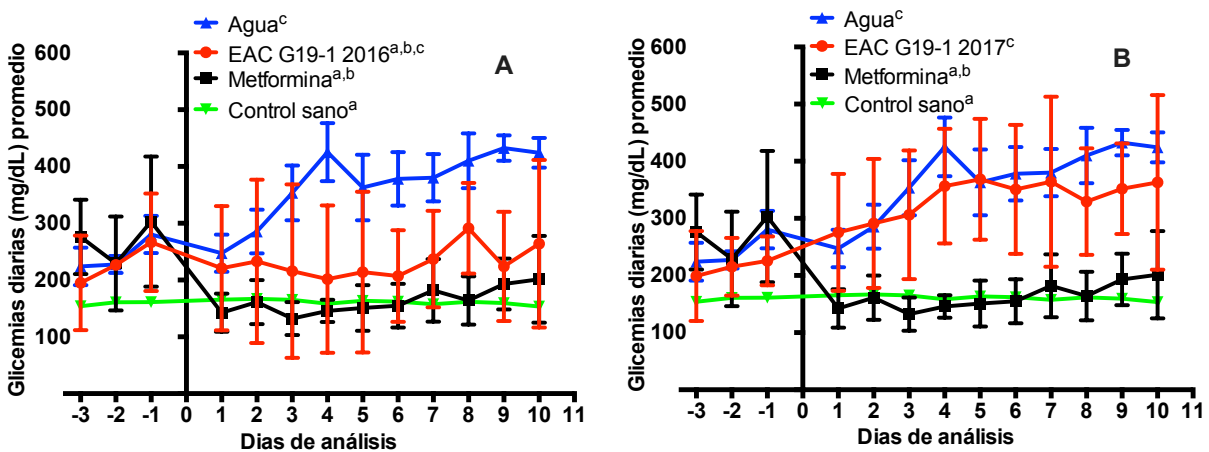 Agua^c
EAC G19-1 2016^a,b,c
Metformina^a,b
Control sano^a
A
Glicemias diarias (mg/dL) promedio
600
500
400
300
200
100
-3 -2 -1 0 1 2 3 4 5 6 7 8 9 10 11
Dias de análisis
Agua^c
EAC G19-1 2017^c
Metformina^a,b
Control sano^a
B
Glicemias diarias (mg/dL) promedio
600
500
400
300
200
100
-3 -2 -1 0 1 2 3 4 5 6 7 8 9 10 11
Dias de análisis